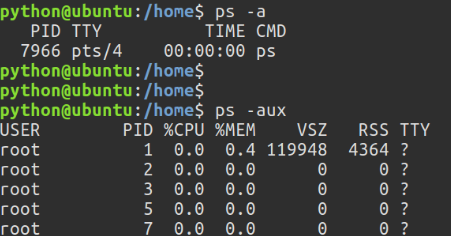 python@ubuntu:/home$ ps -a
PID TTY TIME CMD
7966 pts/4 00:00:00 ps
python@ubuntu:/home$
python@ubuntu:/home$
python@ubuntu:/home$ ps -aux
USER PID %CPU %MEM VSZ RSS TTY
root 1 0.0 0.4 119948 4364 ?
root 2 0.0 0.0 0 0 ?
root 3 0.0 0.0 0 0 ?
root 5 0.0 0.0 0 0 ?
root 7 0.0 0.0 0 0 ?